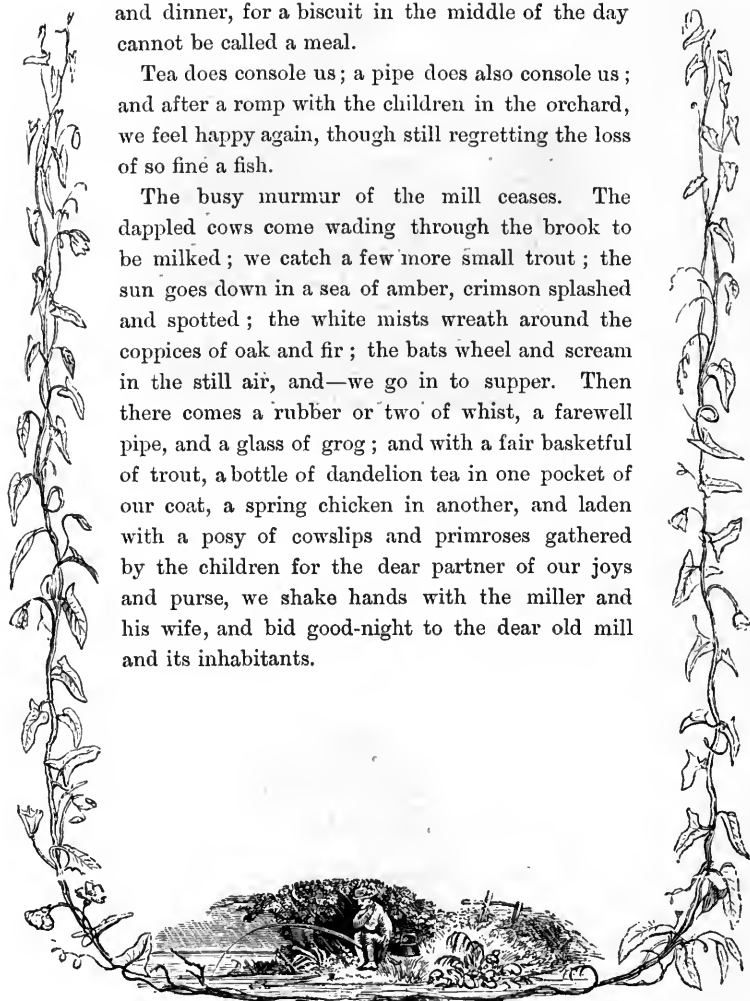 and dinner, for a biscuit in the middle of the day
cannot be called a meal.
Tea does console us; a pipe does also console us;
and after a romp with the children in the orchard,
we feel happy again, though still regretting the loss
of so fine a fish.
The busy murmur of the mill ceases. The
dappled cows come wading through the brook to
be milked; we catch a few more small trout; the
sun goes down in a sea of amber, crimson splashed
and spotted; the white mists wreath around the
coppices of oak and fir; the bats wheel and scream
in the still air, and—we go in to supper. Then
there comes a rubber or two of whist, a farewell
pipe, and a glass of grog; and with a fair basketful
of trout, a bottle of dandelion tea in one pocket of
our coat, a spring chicken in another, and laden
with a posy of cowslips and primroses gathered
by the children for the dear partner of our joys
and purse, we shake hands with the miller and
his wife, and bid good-night to the dear old mill
and its inhabitants.